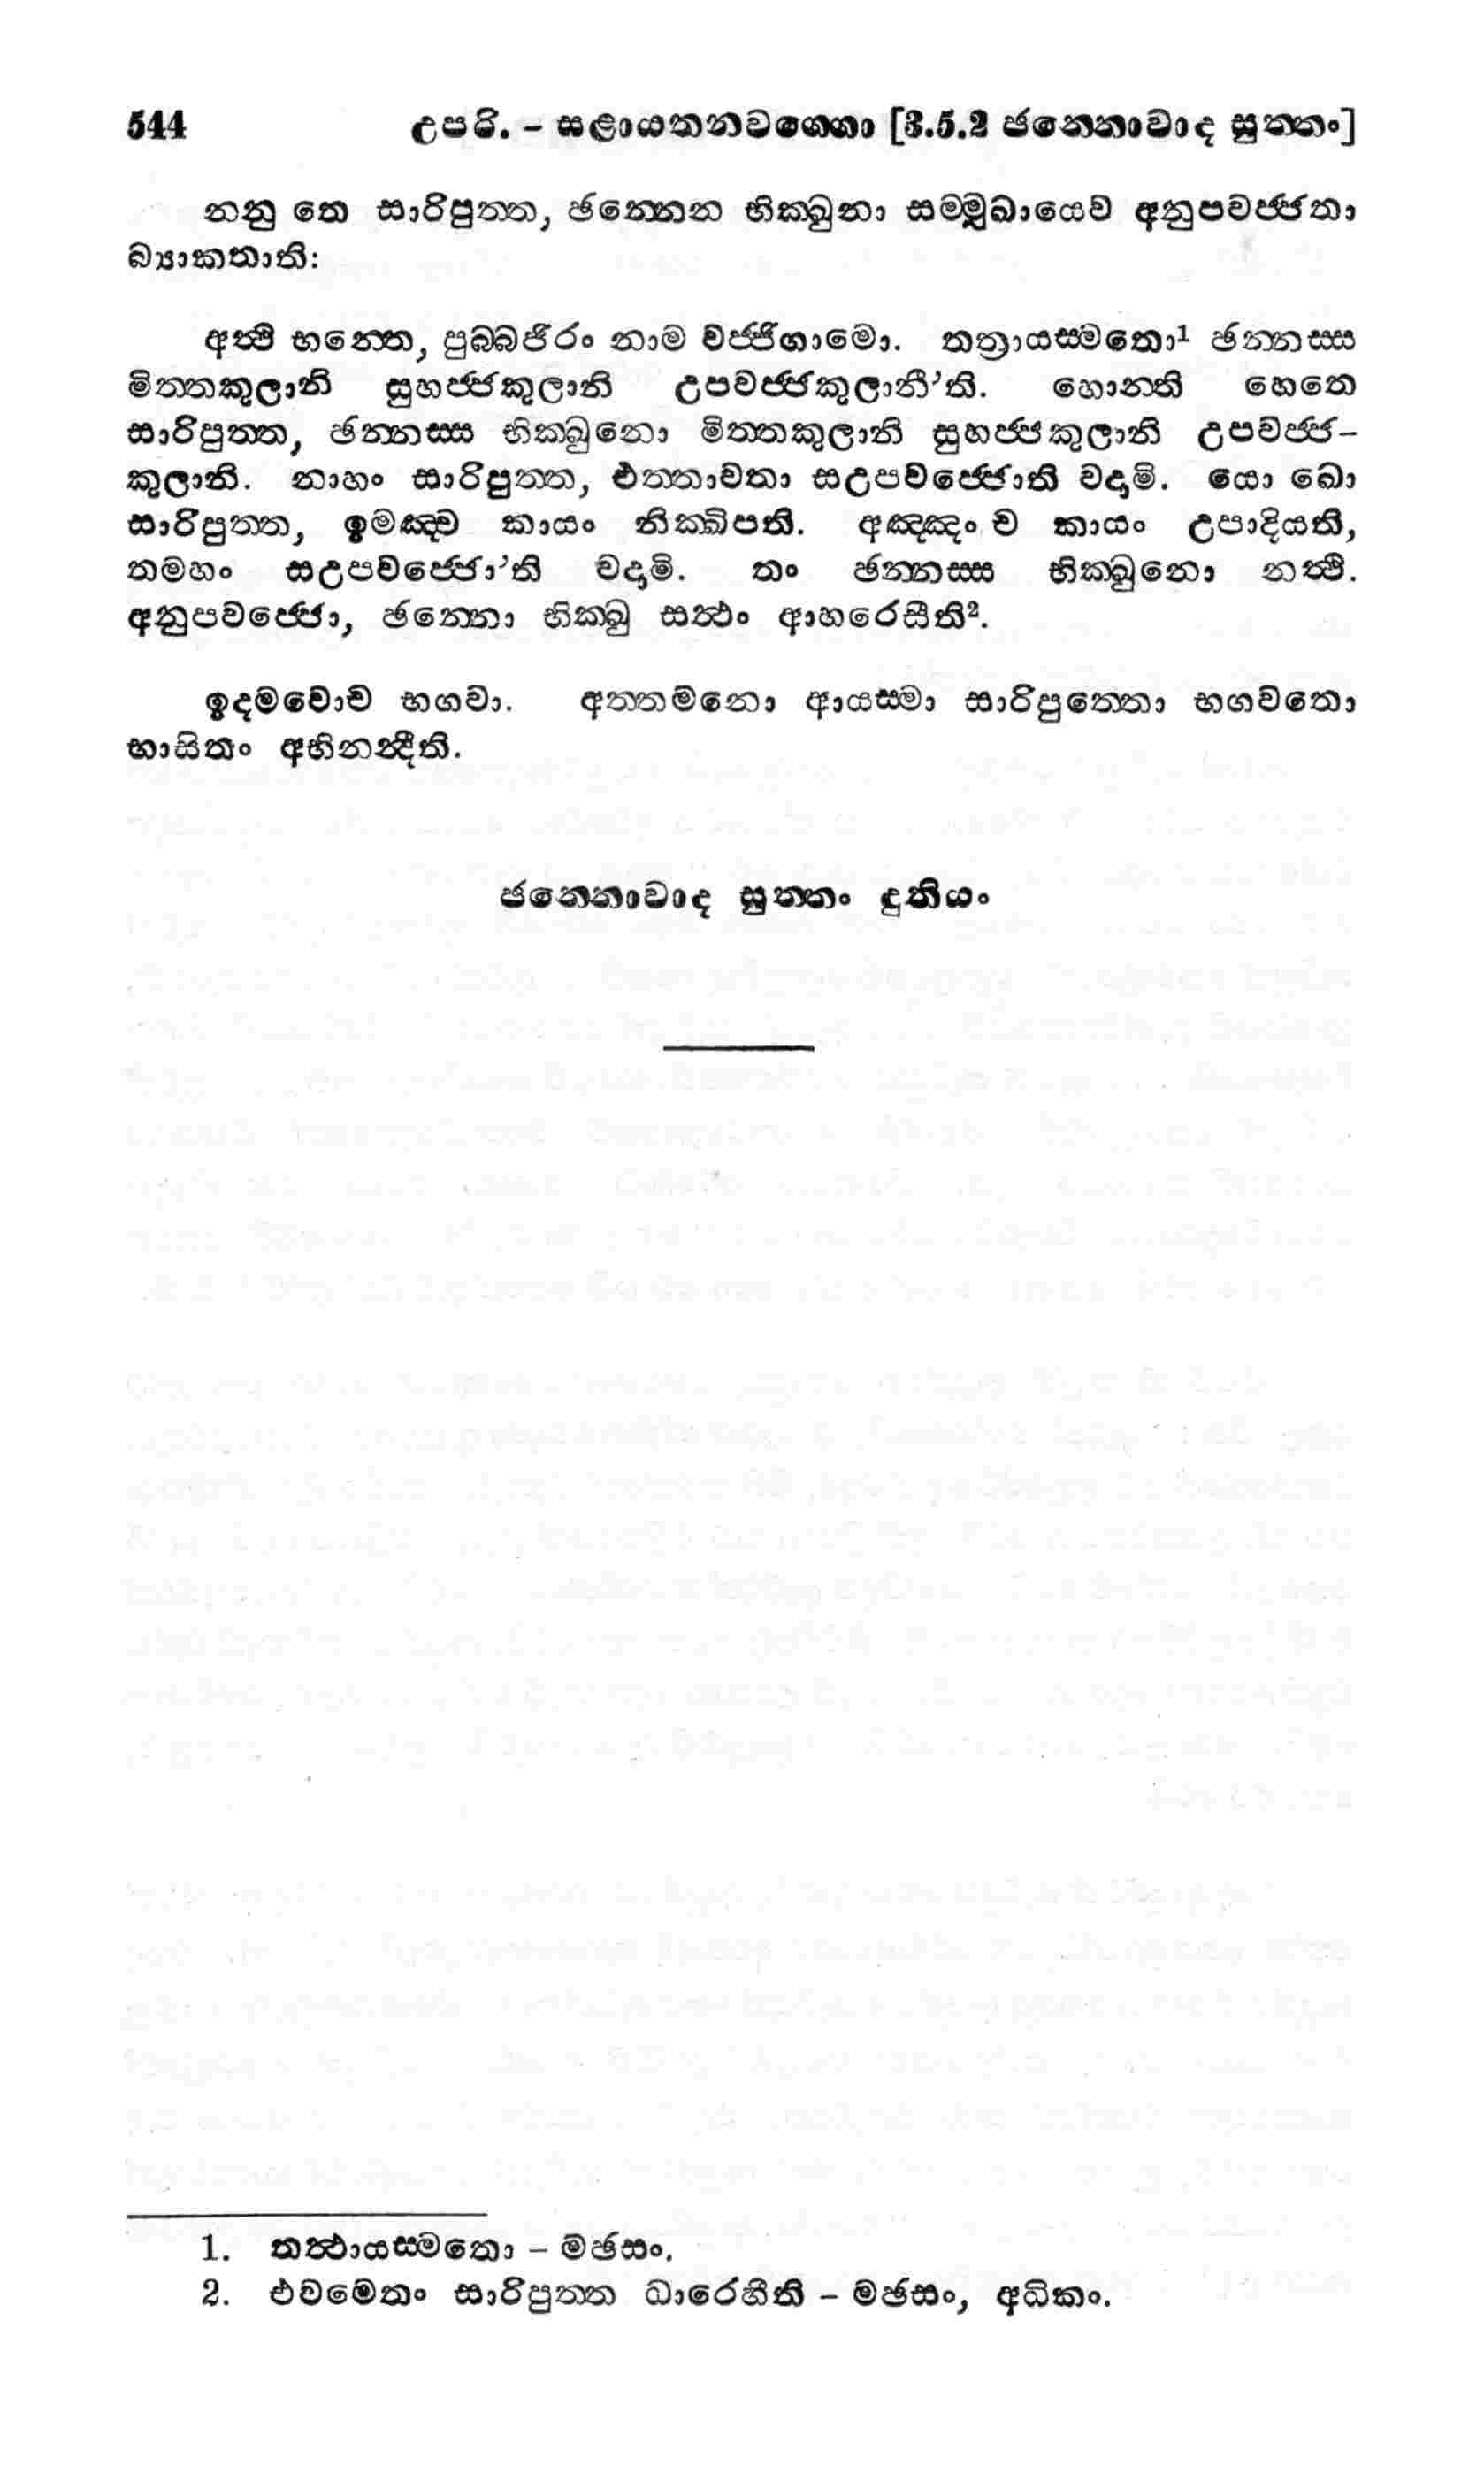 544 උපරි. – සළායතනවග්ගො [3.5.2 ඡන්නොවාද සුත්තං]
නනු තෙ සාරිපුත්ත, ඡන්නෙන භික්ඛුනා සම්මුඛායෙව අනුපවජ්ජතා
බ්‍යාකතාති:
අත්ථි භන්තෙ, පුබ්බජිරං නාම වජ්ජිගාමො. තත්‍රායස්මතො¹ ඡන්නස්ස
මිත්තකුලානි සුහජ්ජකුලානි උපවජ්ජකුලානී’ති. හොන්ති හෙතෙ
සාරිපුත්ත, ඡන්නස්ස භික්ඛුනො මිත්තකුලානි සුහජ්ජකුලානි උපවජ්ජ–
කුලානි. නාහං සාරිපුත්ත, එත්තාවතා සඋපවජ්ජොති වදාමි. යො ඛො
සාරිපුත්ත, ඉමඤ්ච කායං නික්ඛිපති. අඤ්ඤං ච කායං උපාදියති,
තමහං සඋපවජ්ජො’ති වදාමි. තං ඡන්නස්ස භික්ඛුනො නත්ථි.
අනුපවජ්ජො, ඡන්නො භික්ඛු සත්ථං ආහරෙසීති².
ඉදමවොච භගවා. අත්තමනො ආයස්මා සාරිපුත්තො භගවතො
භාසිතං අභිනන්දීති.
ඡන්නොවාද සුත්තං දුතියං
1. තත්ථායස්මතො – මඡසං.
2. එවමෙතං සාරිපුත්ත ධාරෙහීති – මඡසං, අධිකං.